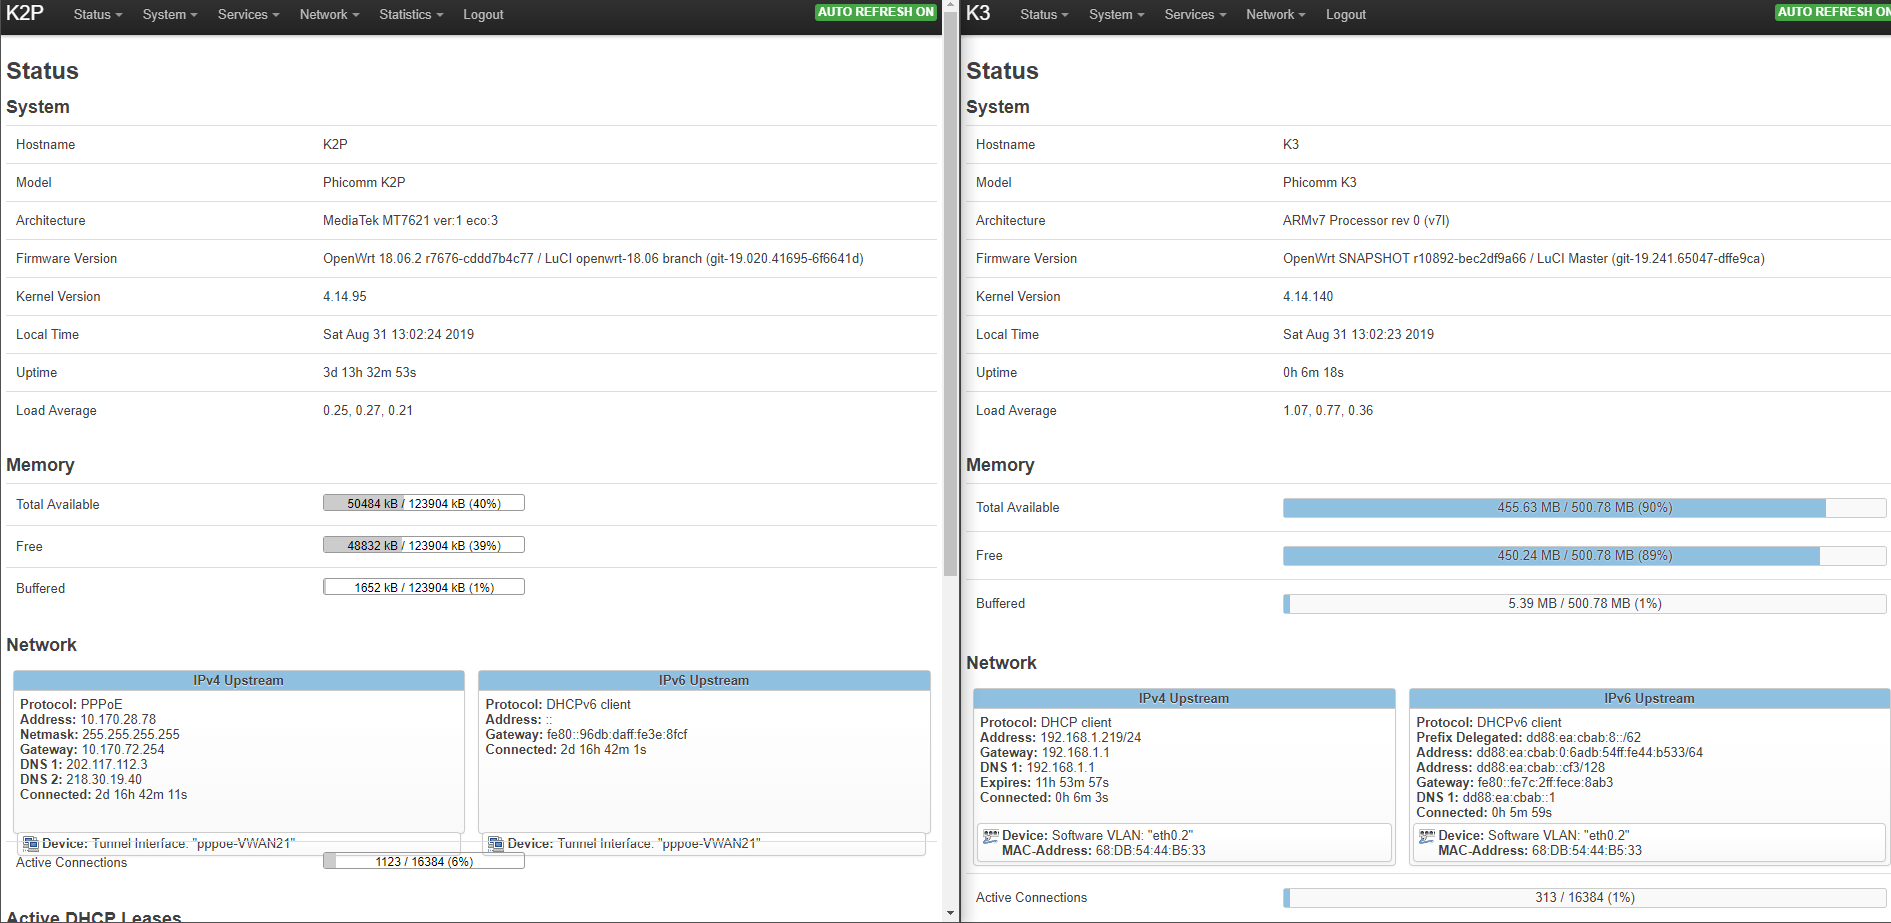 K2P Status System Services Network Statistics Logout AUTO REFRESH ON
Status
System
Hostname K2P
Model Phicomm K2P
Architecture MediaTek MT7621 ver:1 eco:3
Firmware Version OpenWrt 18.06.2 r7676-cddd7b4c77 / LuCI openwrt-18.06 branch (git-19.020.41695-6f6641d)
Kernel Version 4.14.95
Local Time Sat Aug 31 13:02:24 2019
Uptime 3d 13h 32m 53s
Load Average 0.25, 0.27, 0.21
Memory
Total Available 50484 kB / 123904 kB (40%)
Free 48832 kB / 123904 kB (39%)
Buffered 1652 kB / 123904 kB (1%)
Network
IPv4 Upstream
Protocol: PPPoE
Address: 10.170.28.78
Netmask: 255.255.255.255
Gateway: 10.170.72.254
DNS 1: 202.117.112.3
DNS 2: 218.30.19.40
Connected: 2d 16h 42m 11s
Device: Tunnel Interface: "pppoe-VWAN21"
IPv6 Upstream
Protocol: DHCPv6 client
Address: ::
Gateway: fe80::96db:daff:fe3e:8fcf
Connected: 2d 16h 42m 1s
Device: Tunnel Interface: "pppoe-VWAN21"
Active Connections 1123 / 16384 (6%)
Active DHCP Leases
K3 Status System Services Network Logout AUTO REFRESH ON
Status
System
Hostname K3
Model Phicomm K3
Architecture ARMv7 Processor rev 0 (v7l)
Firmware Version OpenWrt SNAPSHOT r10892-bec2df9a66 / LuCI Master (git-19.241.65047-dffe9ca)
Kernel Version 4.14.140
Local Time Sat Aug 31 13:02:23 2019
Uptime 0h 6m 18s
Load Average 1.07, 0.77, 0.36
Memory
Total Available 455.63 MB / 500.78 MB (90%)
Free 450.24 MB / 500.78 MB (89%)
Buffered 5.39 MB / 500.78 MB (1%)
Network
IPv4 Upstream
Protocol: DHCP client
Address: 192.168.1.219/24
Gateway: 192.168.1.1
DNS 1: 192.168.1.1
Expires: 11h 53m 57s
Connected: 0h 6m 3s
Device: Software VLAN: "eth0.2"
MAC-Address: 68:DB:54:44:B5:33
IPv6 Upstream
Protocol: DHCPv6 client
Prefix Delegated: dd88:ea:cbab:8::/62
Address: dd88:ea:cbab:0:6adb:54ff:fe44:b533/64
Address: dd88:ea:cbab::cf3/128
Gateway: fe80::fe7c:2ff:fece:8ab3
DNS 1: dd88:ea:cbab::1
Connected: 0h 5m 59s
Device: Software VLAN: "eth0.2"
MAC-Address: 68:DB:54:44:B5:33
Active Connections 313 / 16384 (1%)